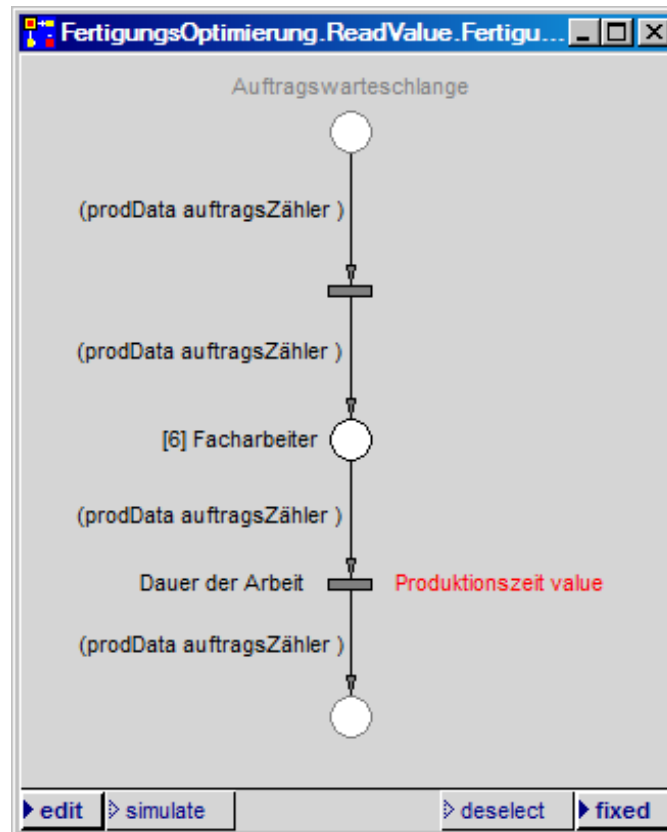 FertigungsOptimierung.ReadValue.Fertigu...
Auftragswarteschlange
(prodData auftragsZähler )
(prodData auftragsZähler )
[6] Facharbeiter
(prodData auftragsZähler )
Dauer der Arbeit Produktionszeit value
(prodData auftragsZähler )
edit simulate deselect fixed